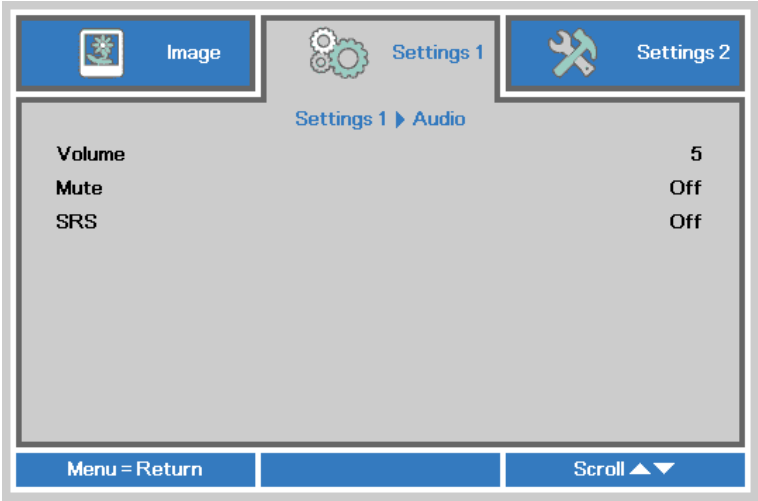 Image Settings 1 Settings 2
Settings 1 ▶ Audio
Volume 5
Mute Off
SRS Off
Menu = Return Scroll ▲▼